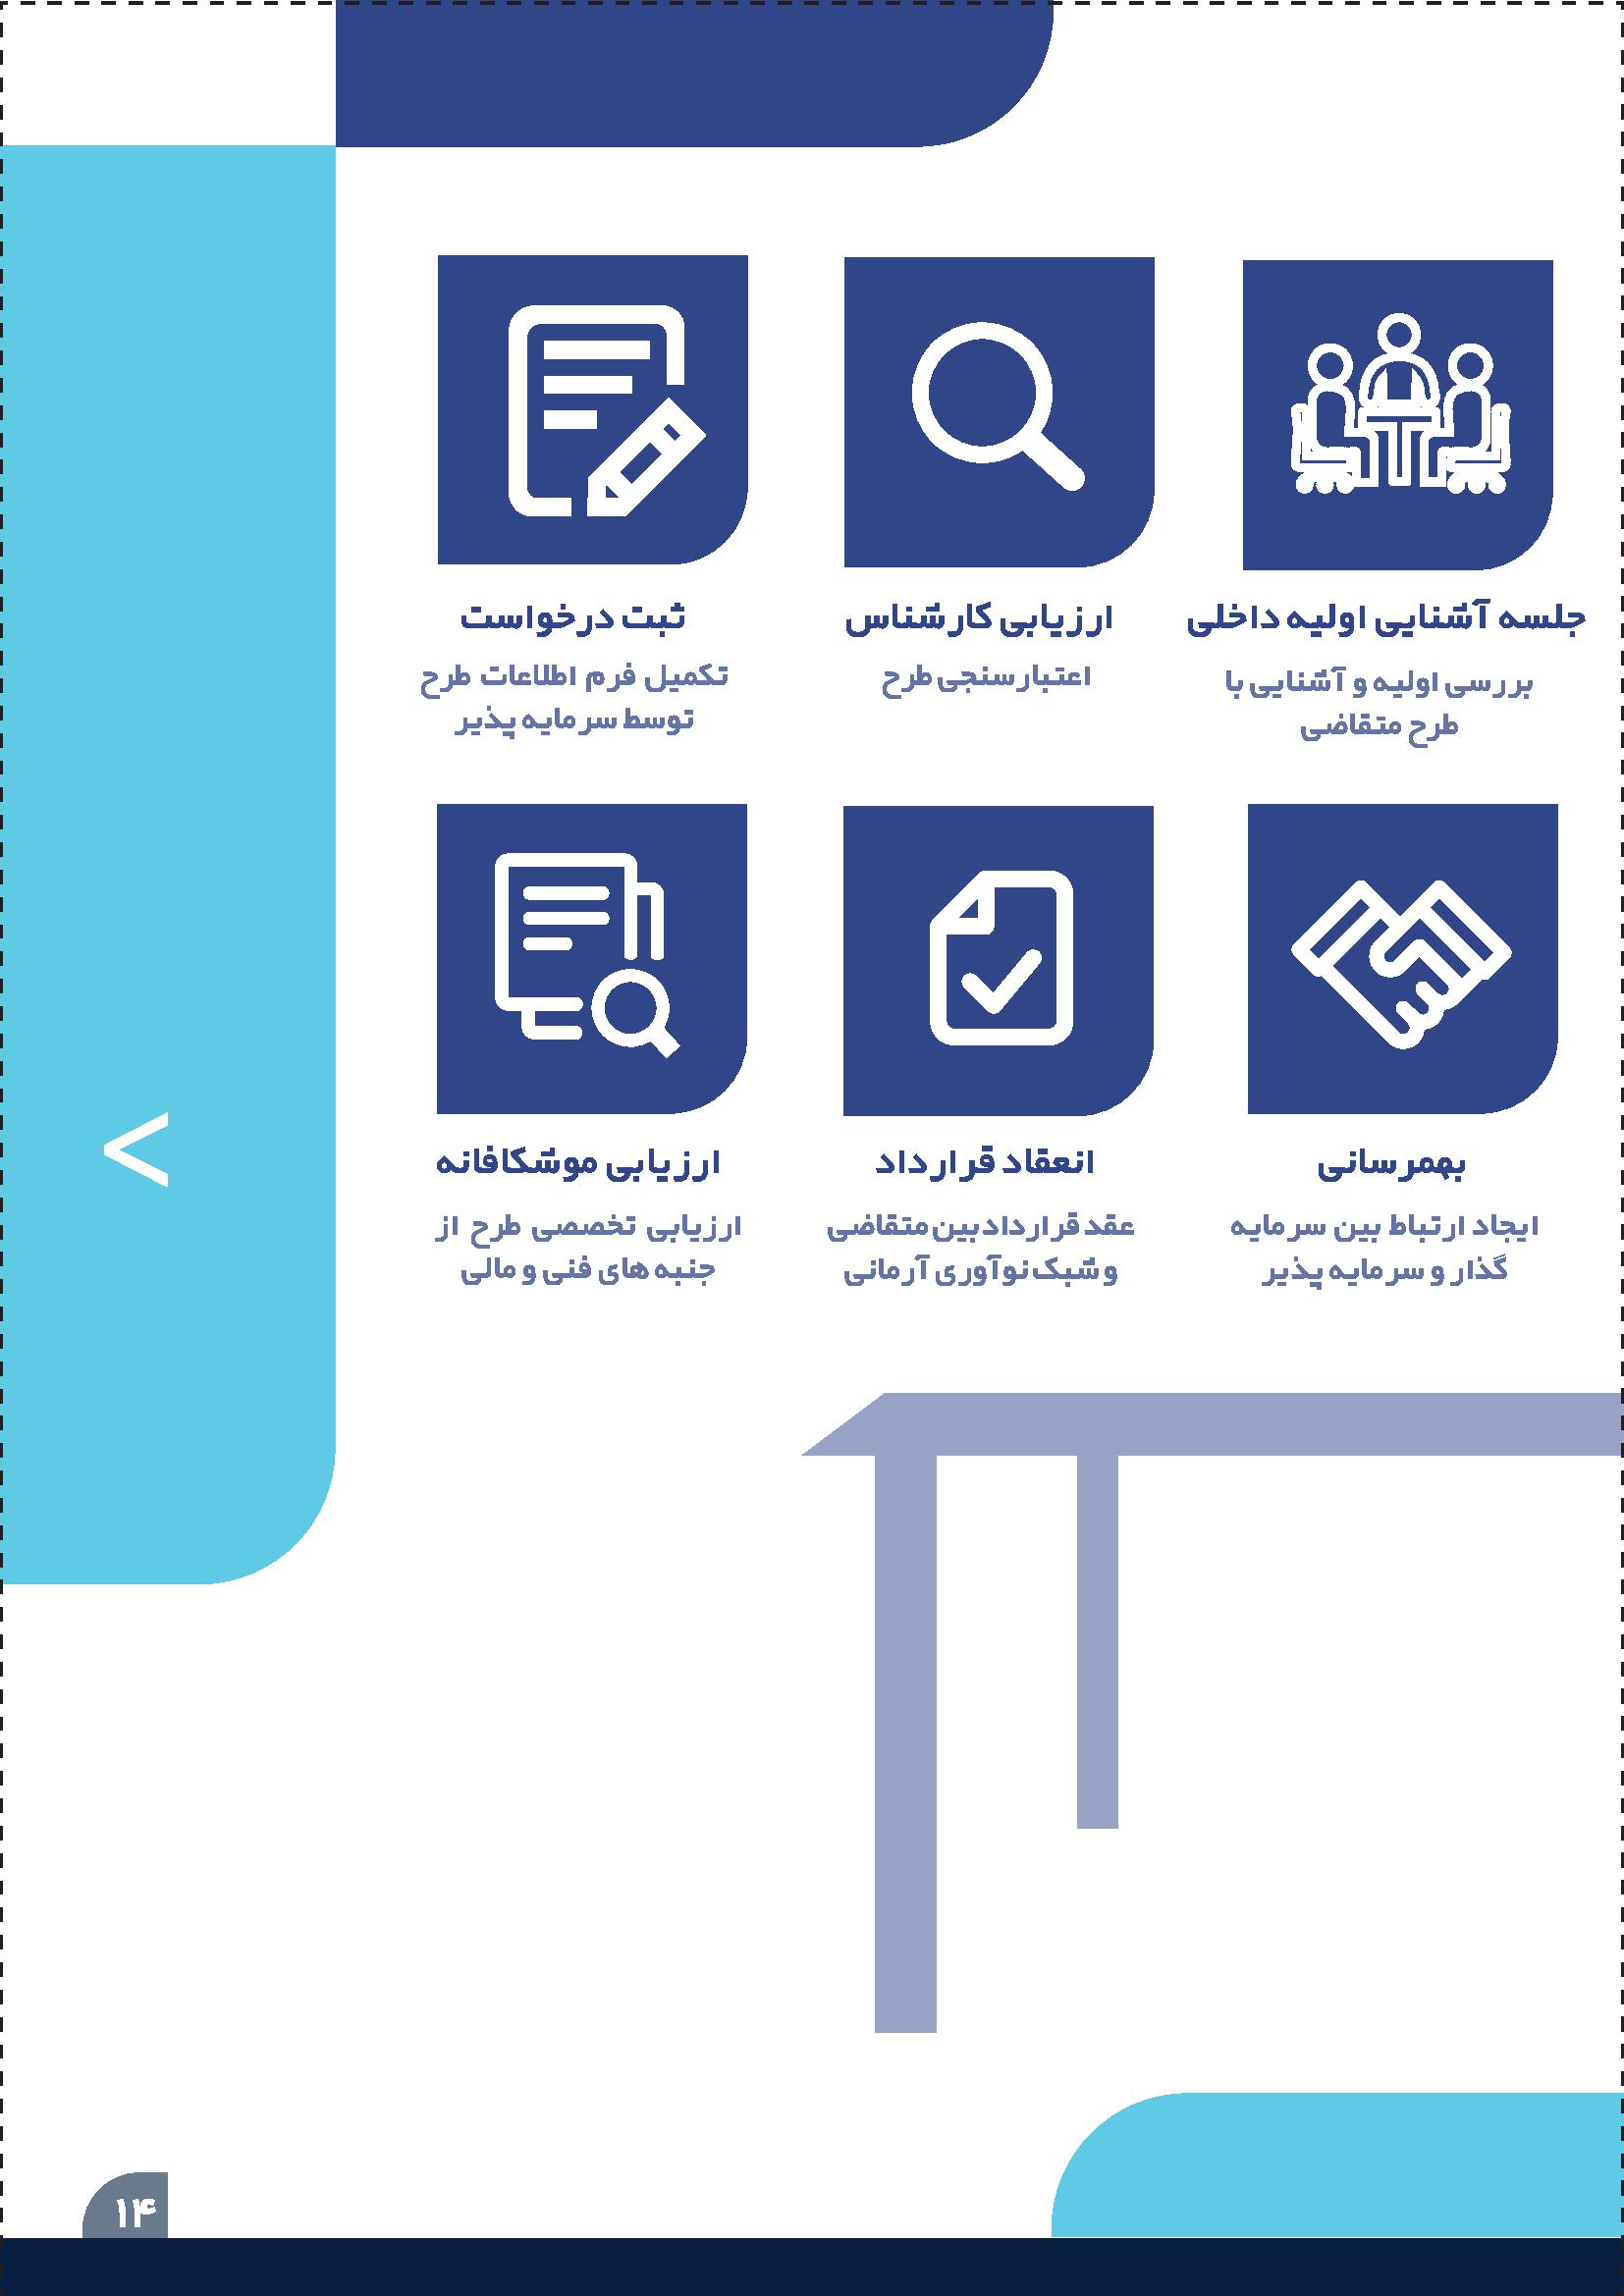 جلسه آشنایی اولیه داخلی
بررسی اولیه و آشنایی با
طرح متقاضی
ارزیابی کارشناس
اعتبارسنجی طرح
ثبت درخواست
تکمیل فرم اطلاعات طرح
توسط سرمایه پذیر
بهمرسانی
ایجاد ارتباط بین سرمایه
گذار و سرمایه پذیر
انعقاد قرارداد
عقد قرارداد بین متقاضی
و شبک نوآوری آرمانی
ارزیابی موشکافانه
ارزیابی تخصصی طرح از
جنبه های فنی و مالی
<
۱۴